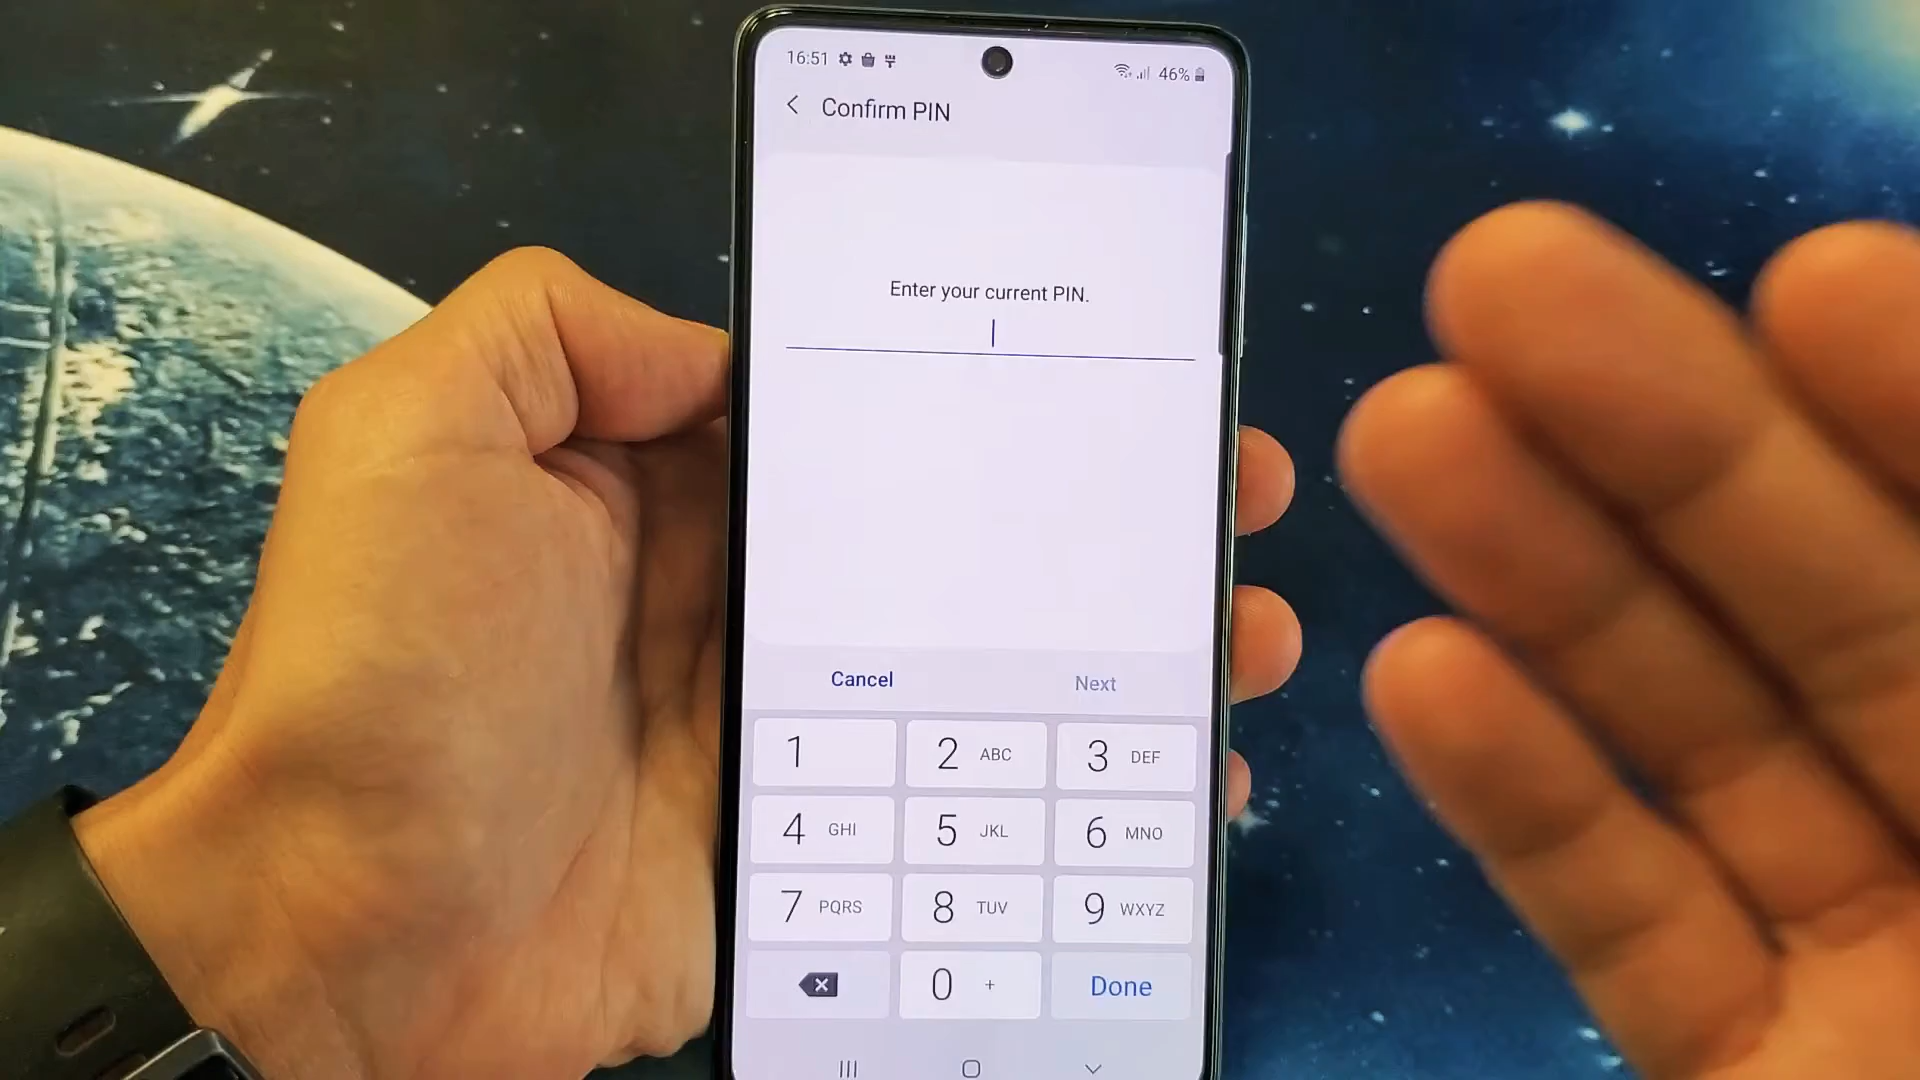 16:51 46%
Confirm PIN
Enter your current PIN.
Cancel Next
1 2 ABC 3 DEF
4 GHI 5 JKL 6 MNO
7 PQRS 8 TUV 9 WXYZ
0 + Done